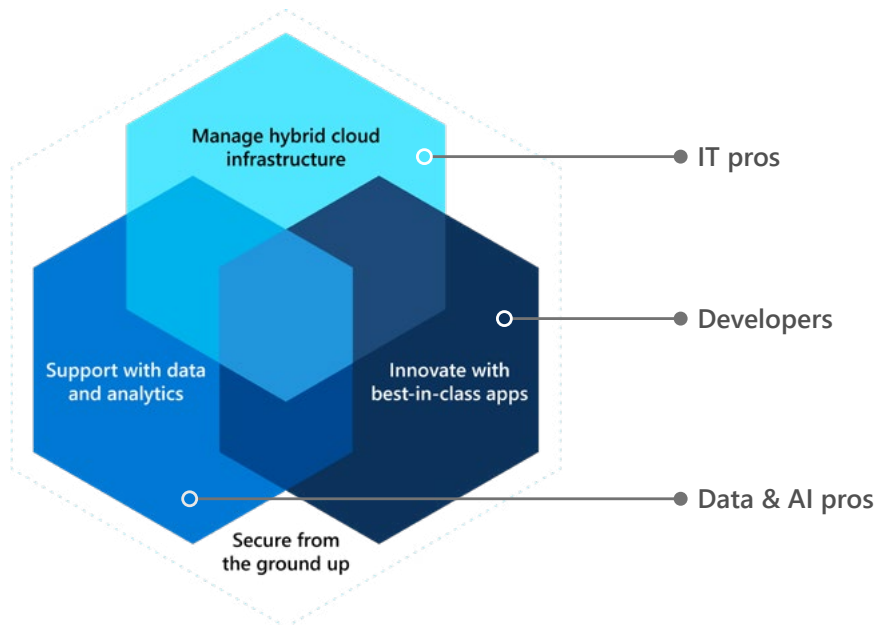 Manage hybrid cloud
infrastructure
IT pros
Developers
Support with data
and analytics
Innovate with
best-in-class apps
Data & AI pros
Secure from
the ground up